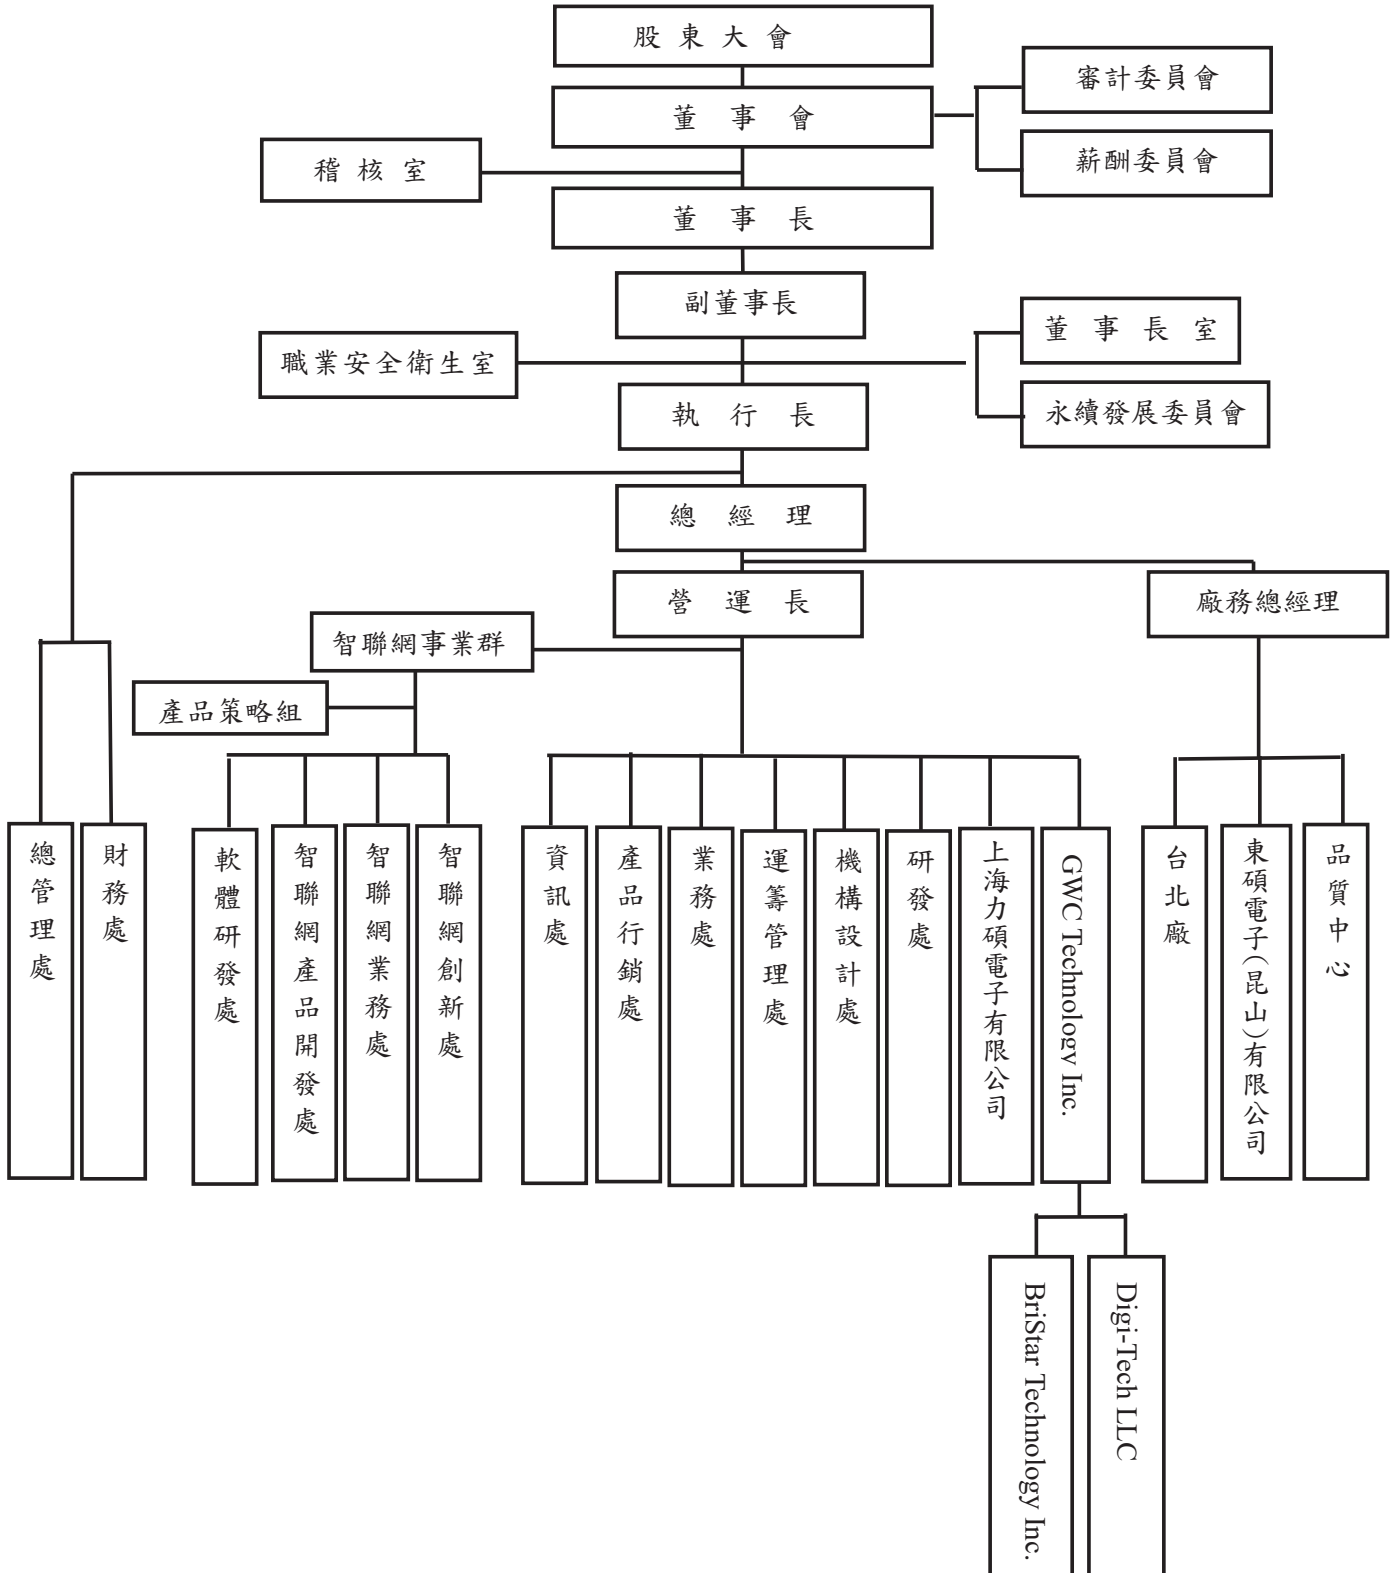 股東大會
審計委員會
董事會
薪酬委員會
稽核室
董事長
副董事長
董事長室
職業安全衛生室
執行長
永續發展委員會
總經理
營運長
廠務總經理
智聯網事業群
產品策略組
總管理處
財務處
軟體研發處
智聯網產品開發處
智聯網業務處
智聯網創新處
資訊處
產品行銷處
業務處
運籌管理處
機構設計處
研發處
上海力碩電子有限公司
GWC Technology Inc.
台北廠
東碩電子(昆山)有限公司
品質中心
BriStar Technology Inc.
Digi-Tech LLC